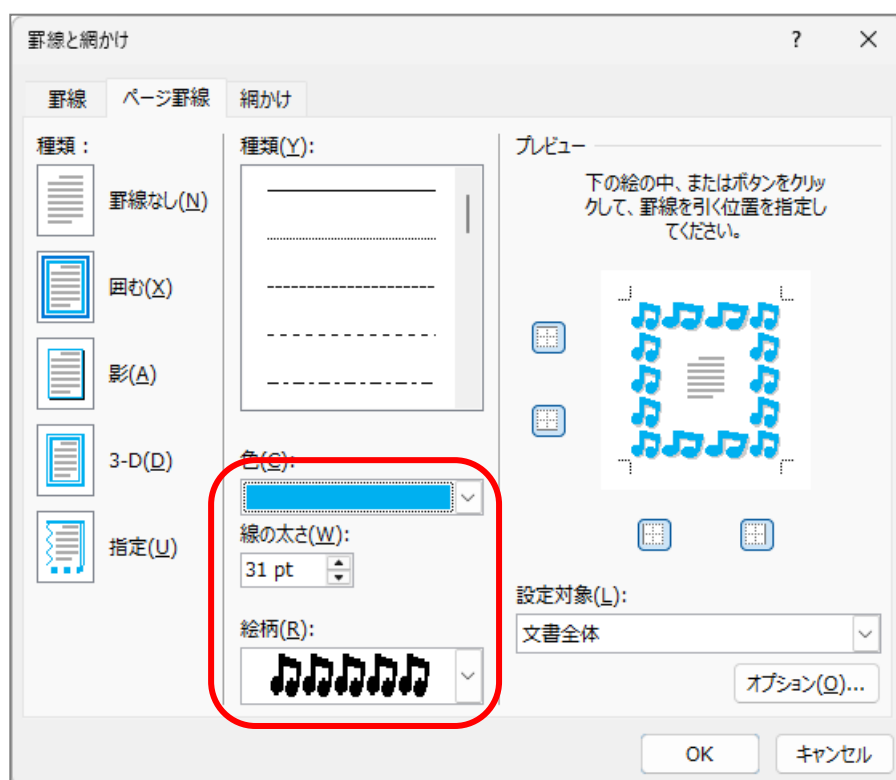 罫線と網かけ
?
罫線 ページ罫線 網かけ
種類:
罫線なし(N)
囲む(X)
影(A)
3-D(D)
指定(U)
種類(Y):
色(C):
線の太さ(W):
31 pt
絵柄(R):
プレビュー
下の絵の中、またはボタンをクリッ
クして、罫線を引く位置を指定し
てください。
設定対象(L):
文書全体
オプション(O)...
OK キャンセル